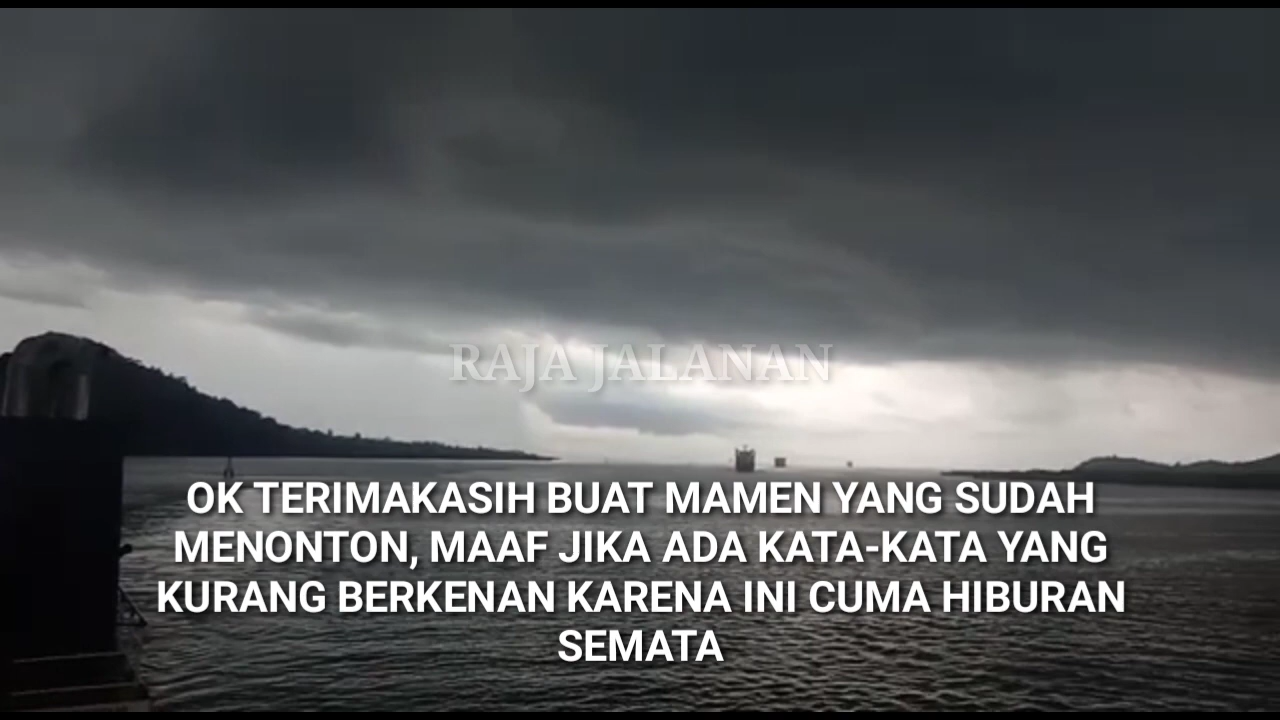 RAJA JALANAN
OK TERIMAKASIH BUAT MAMEN YANG SUDAH
MENONTON, MAAF JIKA ADA KATA-KATA YANG
KURANG BERKENAN KARENA INI CUMA HIBURAN
SEMATA